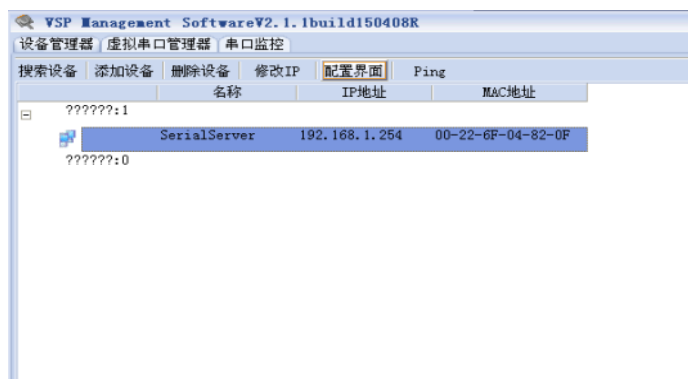 VSP Management SoftwareV2.1.1build150408R
设备管理器 虚拟串口管理器 串口监控
搜索设备 添加设备 删除设备 修改IP 配置界面 Ping
名称 IP地址 MAC地址
??????:1
SerialServer 192.168.1.254 00-22-6F-04-82-0F
??????:0